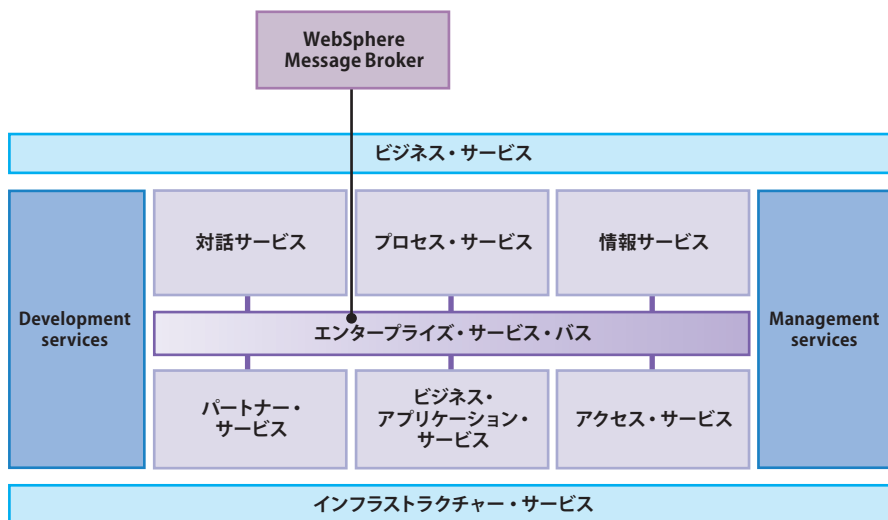 WebSphere
Message Broker
ビジネス・サービス
対話サービス
プロセス・サービス
情報サービス
Development
services
エンタープライズ・サービス・バス
Management
services
パートナー・
サービス
ビジネス・
アプリケーション・
サービス
アクセス・サービス
インフラストラクチャー・サービス